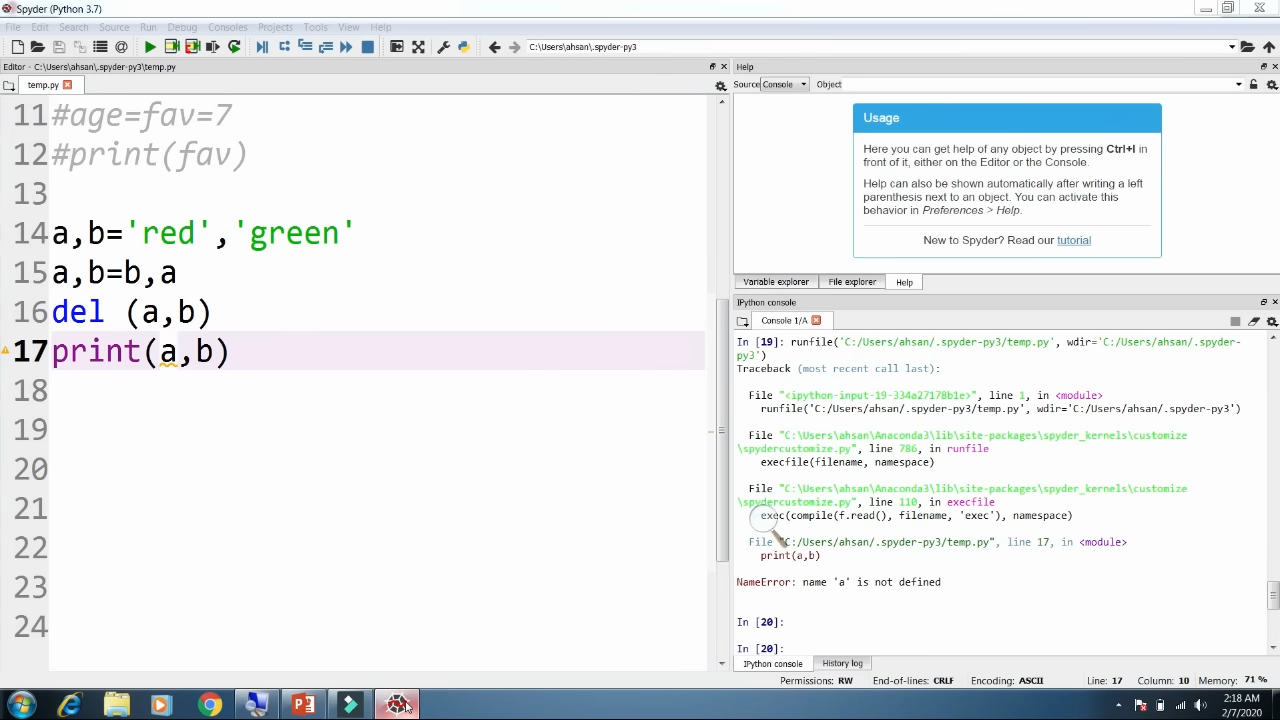 Spyder (Python 3.7)
File Edit Search Source Run Debug Consoles Projects Tools View Help
C:\Users\ahsan\.spyder-py3
Editor - C:\Users\ahsan\.spyder-py3\temp.py
temp.py
11 #age=fav=7
12 #print(fav)
13
14 a,b='red','green'
15 a,b=b,a
16 del (a,b)
17 print(a,b)
18
19
20
21
22
23
24
Help
Source Console Object
Usage
Here you can get help of any object by pressing Ctrl+I in
front of it, either on the Editor or the Console.
Help can also be shown automatically after writing a left
parenthesis next to an object. You can activate this
behavior in Preferences > Help.
New to Spyder? Read our tutorial
Variable explorer File explorer Help
IPython console
Console 1/A
In [19]: runfile('C:/Users/ahsan/.spyder-py3/temp.py', wdir='C:/Users/ahsan/.spyder-
py3')
Traceback (most recent call last):
File "<ipython-input-19-334a27178b1e>", line 1, in <module>
runfile('C:/Users/ahsan/.spyder-py3/temp.py', wdir='C:/Users/ahsan/.spyder-py3')
File "C:\Users\ahsan\Anaconda3\lib\site-packages\spyder_kernels\customize
\spydercustomize.py", line 786, in runfile
execfile(filename, namespace)
File "C:\Users\ahsan\Anaconda3\lib\site-packages\spyder_kernels\customize
\spydercustomize.py", line 110, in execfile
exec(compile(f.read(), filename, 'exec'), namespace)
File "C:/Users/ahsan/.spyder-py3/temp.py", line 17, in <module>
print(a,b)
NameError: name 'a' is not defined
In [20]:
In [20]:
IPython console History log
Permissions: RW End-of-lines: CRLF Encoding: ASCII Line: 17 Column: 10 Memory: 71 %
2:18 AM
2/7/2020